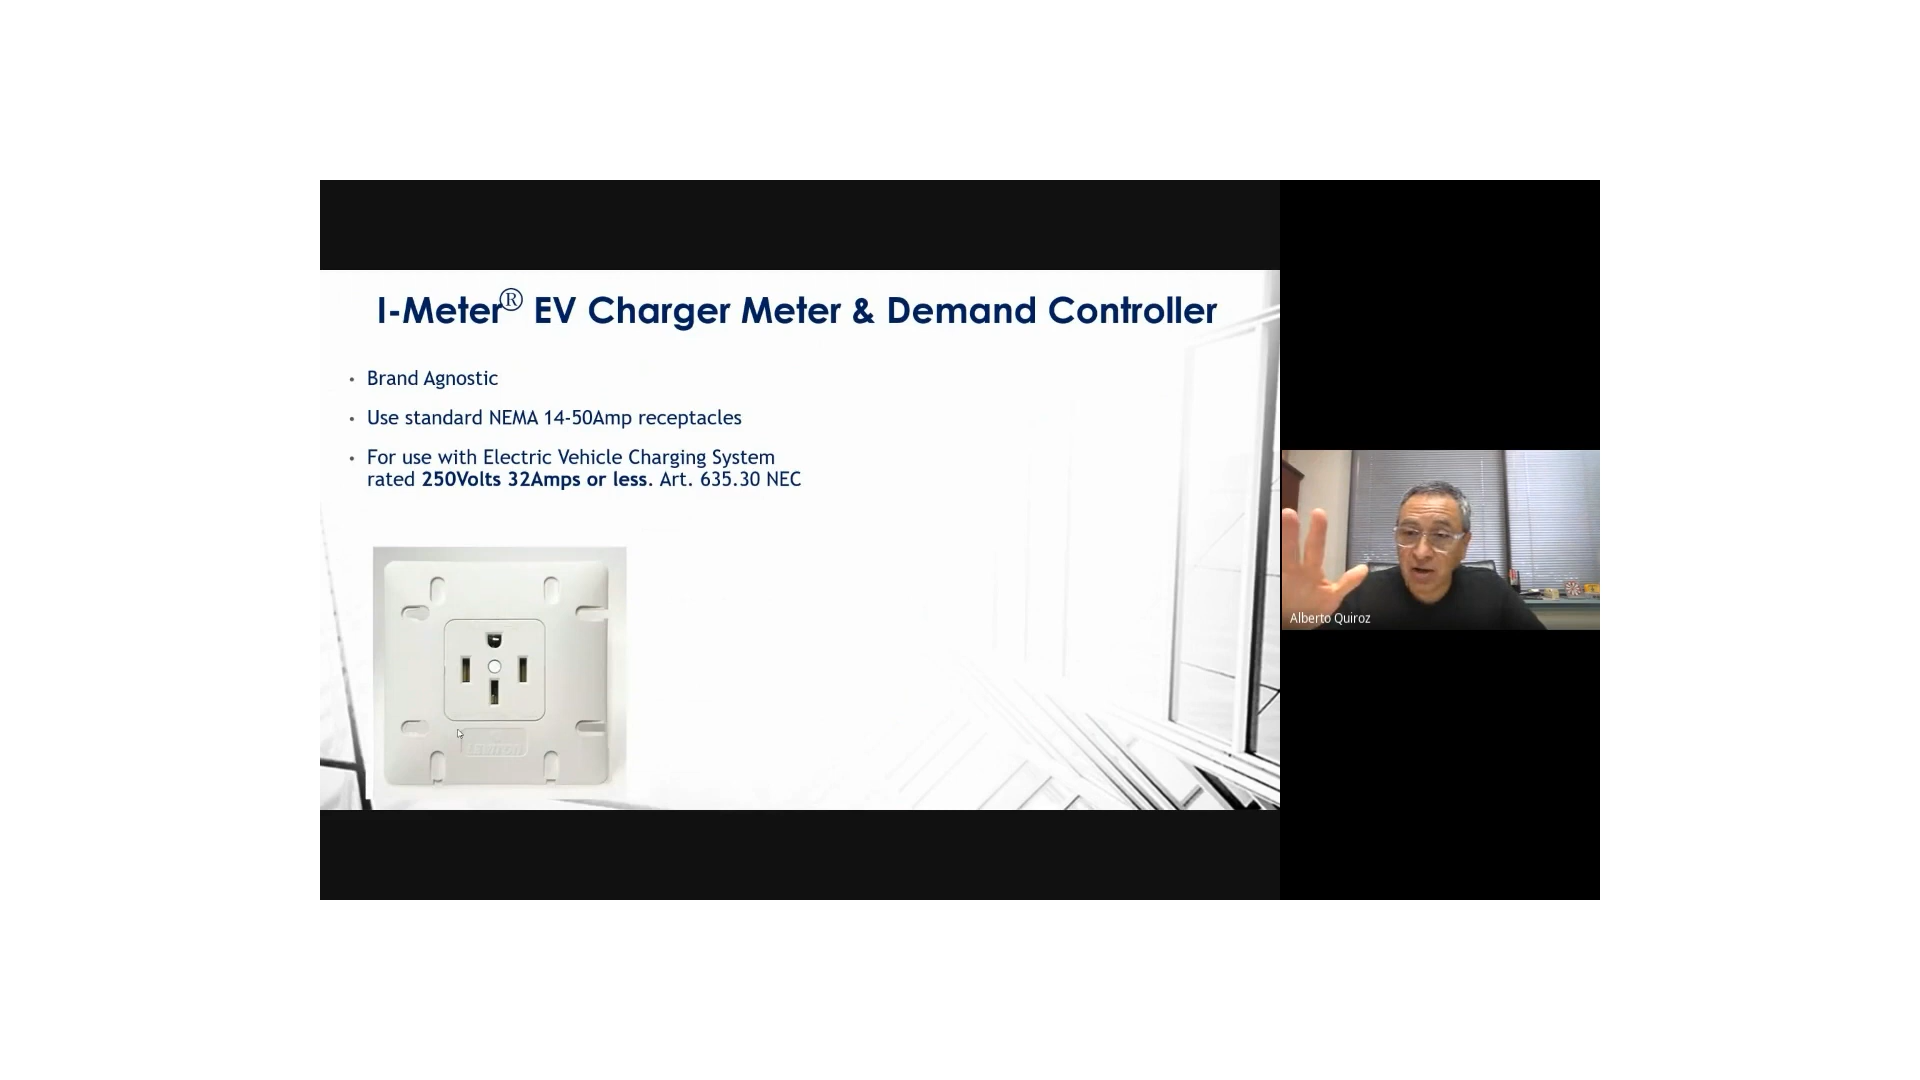 I-Meter® EV Charger Meter & Demand Controller
• Brand Agnostic
• Use standard NEMA 14-50Amp receptacles
• For use with Electric Vehicle Charging System
rated 250Volts 32Amps or less. Art. 635.30 NEC
LEVITON
Alberto Quiroz